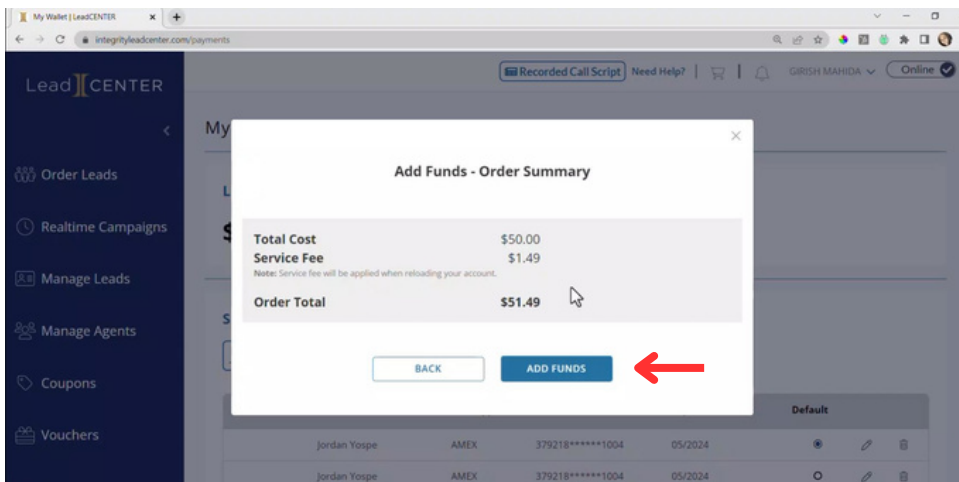 My Wallet | LeadCENTER
integrityleadcenter.com/payments
Lead CENTER
Recorded Call Script Need Help? GIRISH MAHIDA Online
My
Order Leads
Realtime Campaigns
Manage Leads
Manage Agents
Coupons
Vouchers
L
$
S
Add Funds - Order Summary
Total Cost $50.00
Service Fee $1.49
Note: Service fee will be applied when reloading your account.
Order Total $51.49
BACK ADD FUNDS
Default
Jordan Yospe AMEX 379218******1004 05/2024
Jordan Yospe AMEX 379218******1004 05/2024